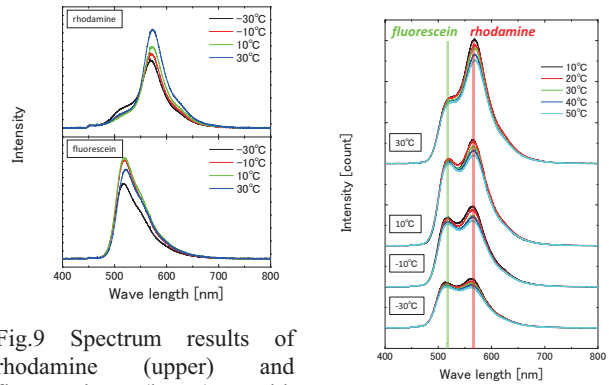 rhodamine
−30°C
−10°C
10°C
30°C
fluorescein
−30°C
−10°C
10°C
30°C
Intensity
400 500 600 700 800
Wave length [nm]
Fig.9 Spectrum results of
rhodamine (upper) and
fluorescein rhodamine
10°C
20°C
30°C
40°C
50°C
30°C
10°C
-10°C
-30°C
Intensity [count]
400 500 600 700 800
Wave length [nm]